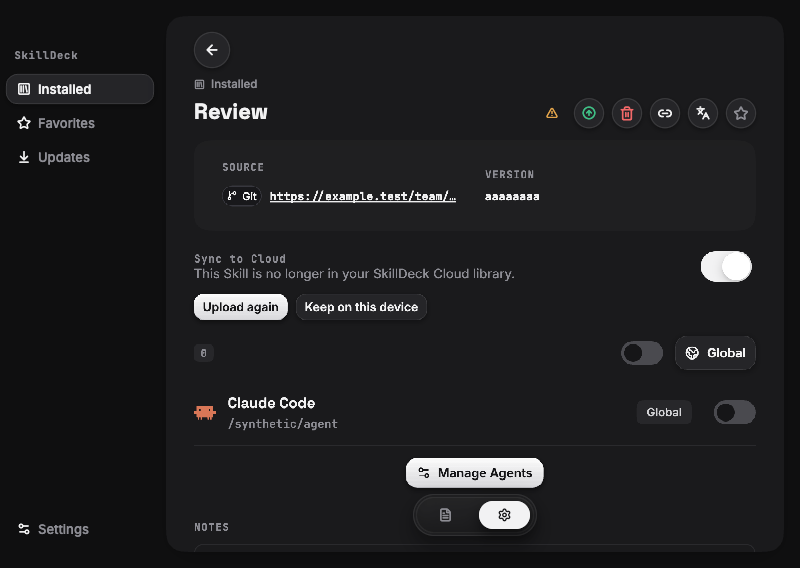 SkillDeck
Installed
Favorites
Updates
Settings
Installed
Review
SOURCE
Git https://example.test/team/…
VERSION
aaaaaaaa
Sync to Cloud
This Skill is no longer in your SkillDeck Cloud library.
Upload again
Keep on this device
0
Global
Claude Code
/synthetic/agent
Global
Manage Agents
NOTES